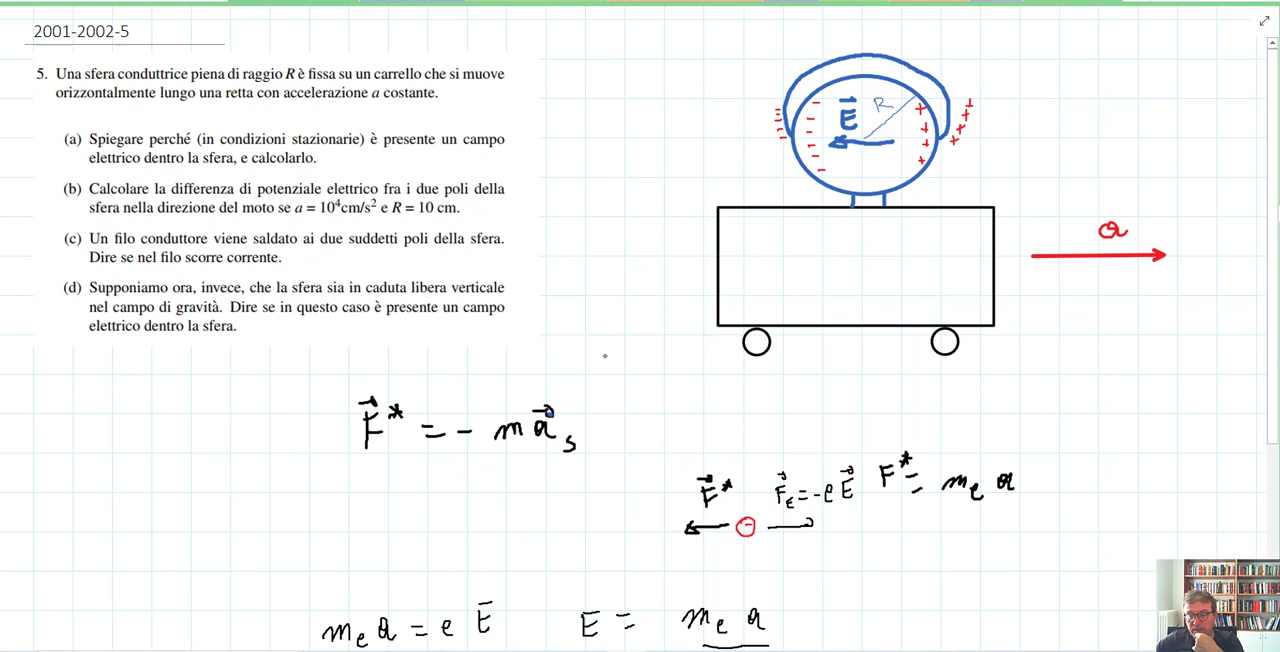 2001-2002-5
5. Una sfera conduttrice piena di raggio R è fissa su un carrello che si muove
orizzontalmente lungo una retta con accelerazione a costante.
(a) Spiegare perché (in condizioni stazionarie) è presente un campo
elettrico dentro la sfera, e calcolarlo.
(b) Calcolare la differenza di potenziale elettrico fra i due poli della
sfera nella direzione del moto se a = 10⁴cm/s² e R = 10 cm.
(c) Un filo conduttore viene saldato ai due suddetti poli della sfera.
Dire se nel filo scorre corrente.
(d) Supponiamo ora, invece, che la sfera sia in caduta libera verticale
nel campo di gravità. Dire se in questo caso è presente un campo
elettrico dentro la sfera.
E⃗ R
a
F⃗* = - m a⃗ₛ
F⃗* F⃗_E = -e E⃗ F* = mₑ a
mₑ a = e E E = mₑ a